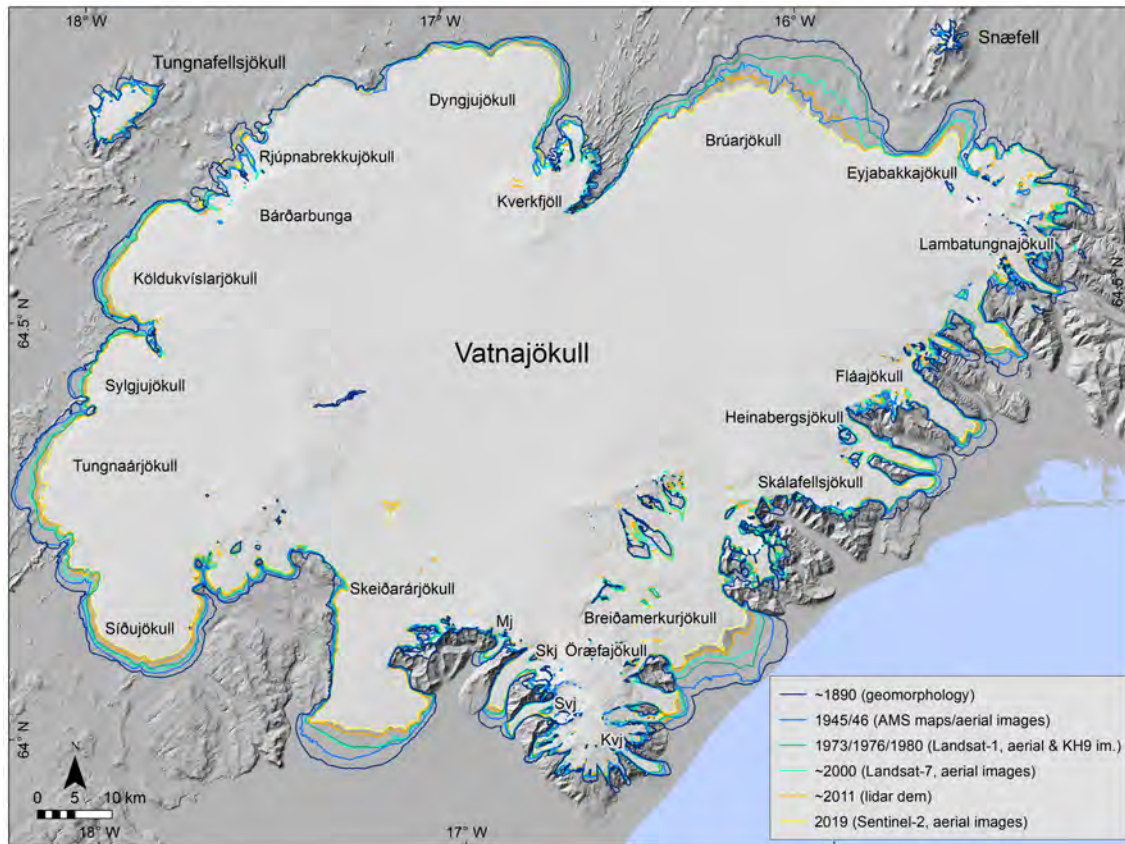 18° W
17° W
16° W
Snæfell
Tungnafellsjökull
Dyngjujökull
Brúarjökull
Rjúpnabrekkujökull
Eyjabakkajökull
Kverkfjöll
Bárðarbunga
Lambatungnajökull
Köldukvíslarjökull
64.5° N
64.5° N
Vatnajökull
Sylgjujökull
Fláajökull
Heinabergsjökull
Tungnaárjökull
Skálafellsjökull
Skeiðarárjökull
Breiðamerkurjökull
Síðujökull
Mj
Skj Öræfajökull
Svj
Kvj
64° N
N
0 5 10 km
~1890 (geomorphology)
1945/46 (AMS maps/aerial images)
1973/1976/1980 (Landsat-1, aerial & KH9 im.)
~2000 (Landsat-7, aerial images)
~2011 (lidar dem)
2019 (Sentinel-2, aerial images)
18° W
17° W